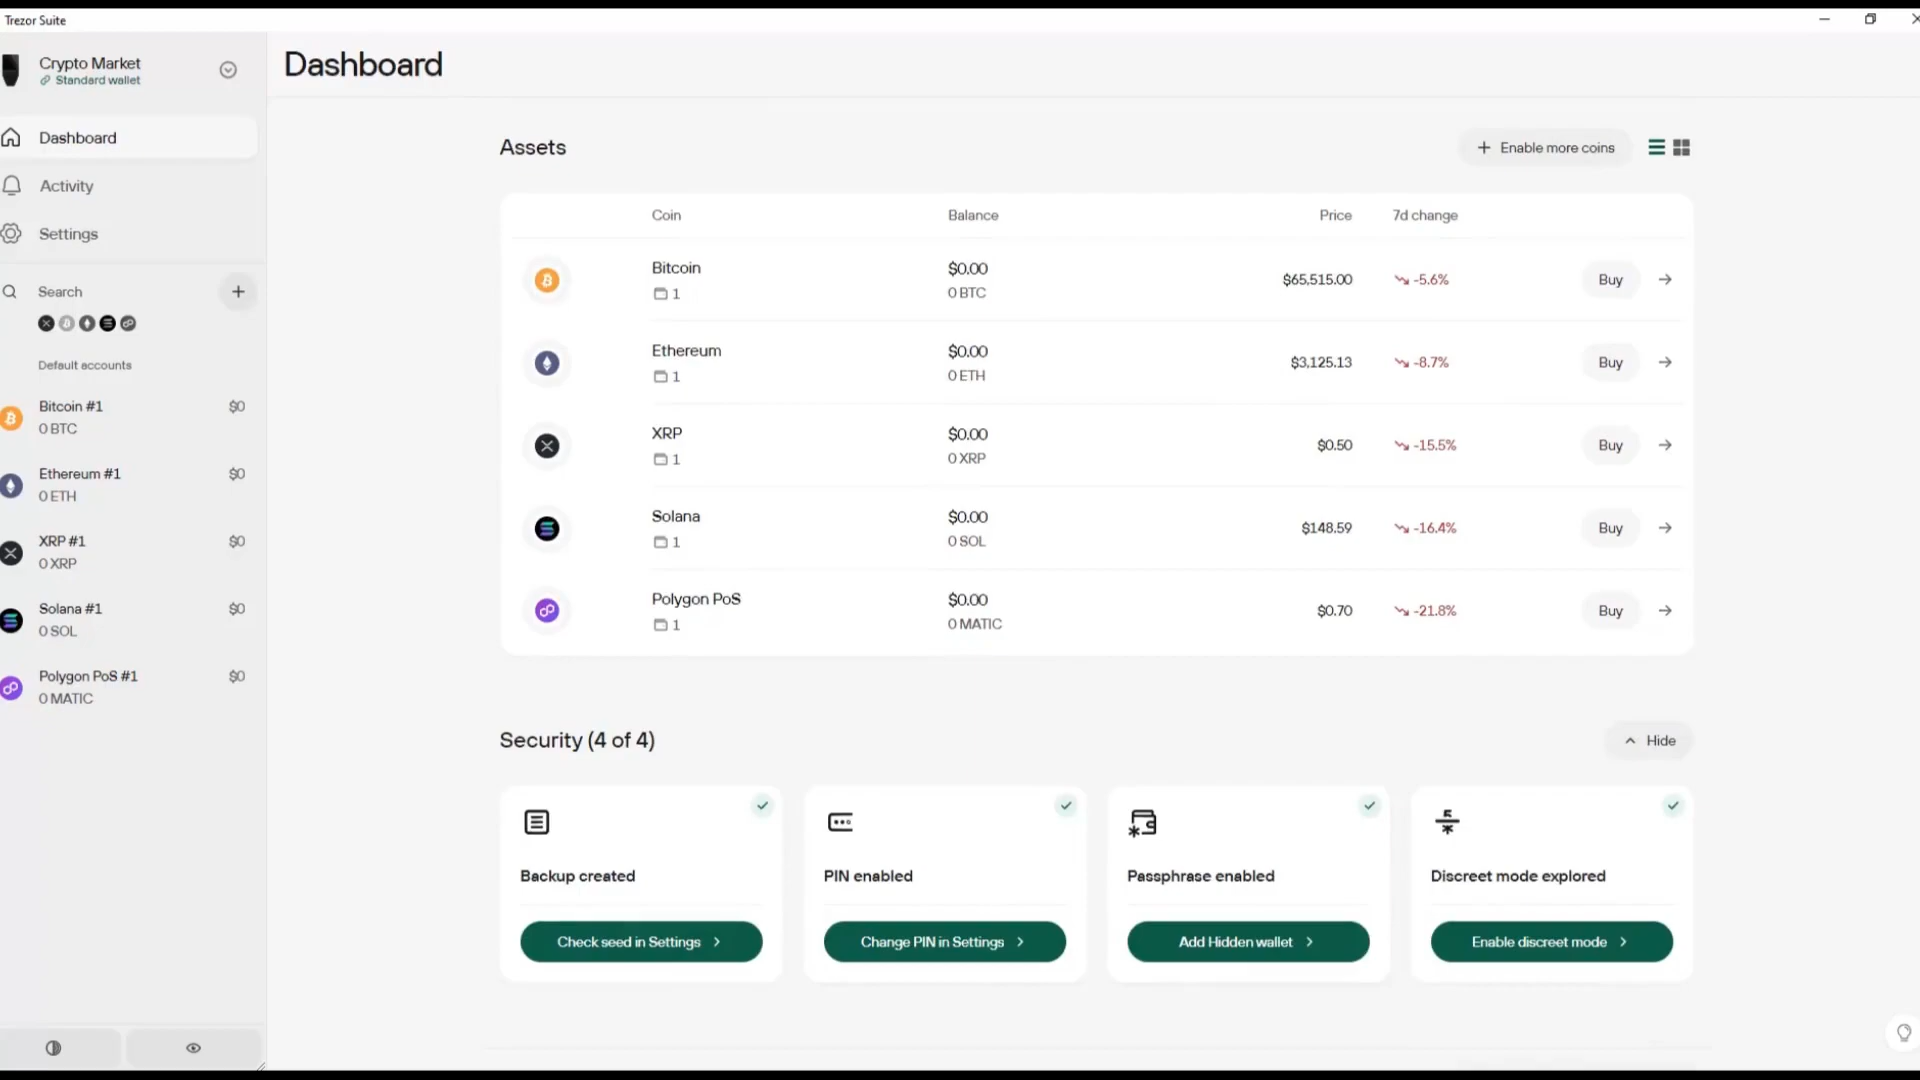 Trezor Suite
Crypto Market
Standard wallet
Dashboard
Activity
Settings
Search
Default accounts
Bitcoin #1 $0
0 BTC
Ethereum #1 $0
0 ETH
XRP #1 $0
0 XRP
Solana #1 $0
0 SOL
Polygon PoS #1 $0
0 MATIC
Dashboard
Assets
Enable more coins
Coin Balance Price 7d change
Bitcoin $0.00 $65,515.00 -5.6% Buy
1 0 BTC
Ethereum $0.00 $3,125.13 -8.7% Buy
1 0 ETH
XRP $0.00 $0.50 -15.5% Buy
1 0 XRP
Solana $0.00 $148.59 -16.4% Buy
1 0 SOL
Polygon PoS $0.00 $0.70 -21.8% Buy
1 0 MATIC
Security (4 of 4)
Hide
Backup created
Check seed in Settings
PIN enabled
Change PIN in Settings
Passphrase enabled
Add Hidden wallet
Discreet mode explored
Enable discreet mode